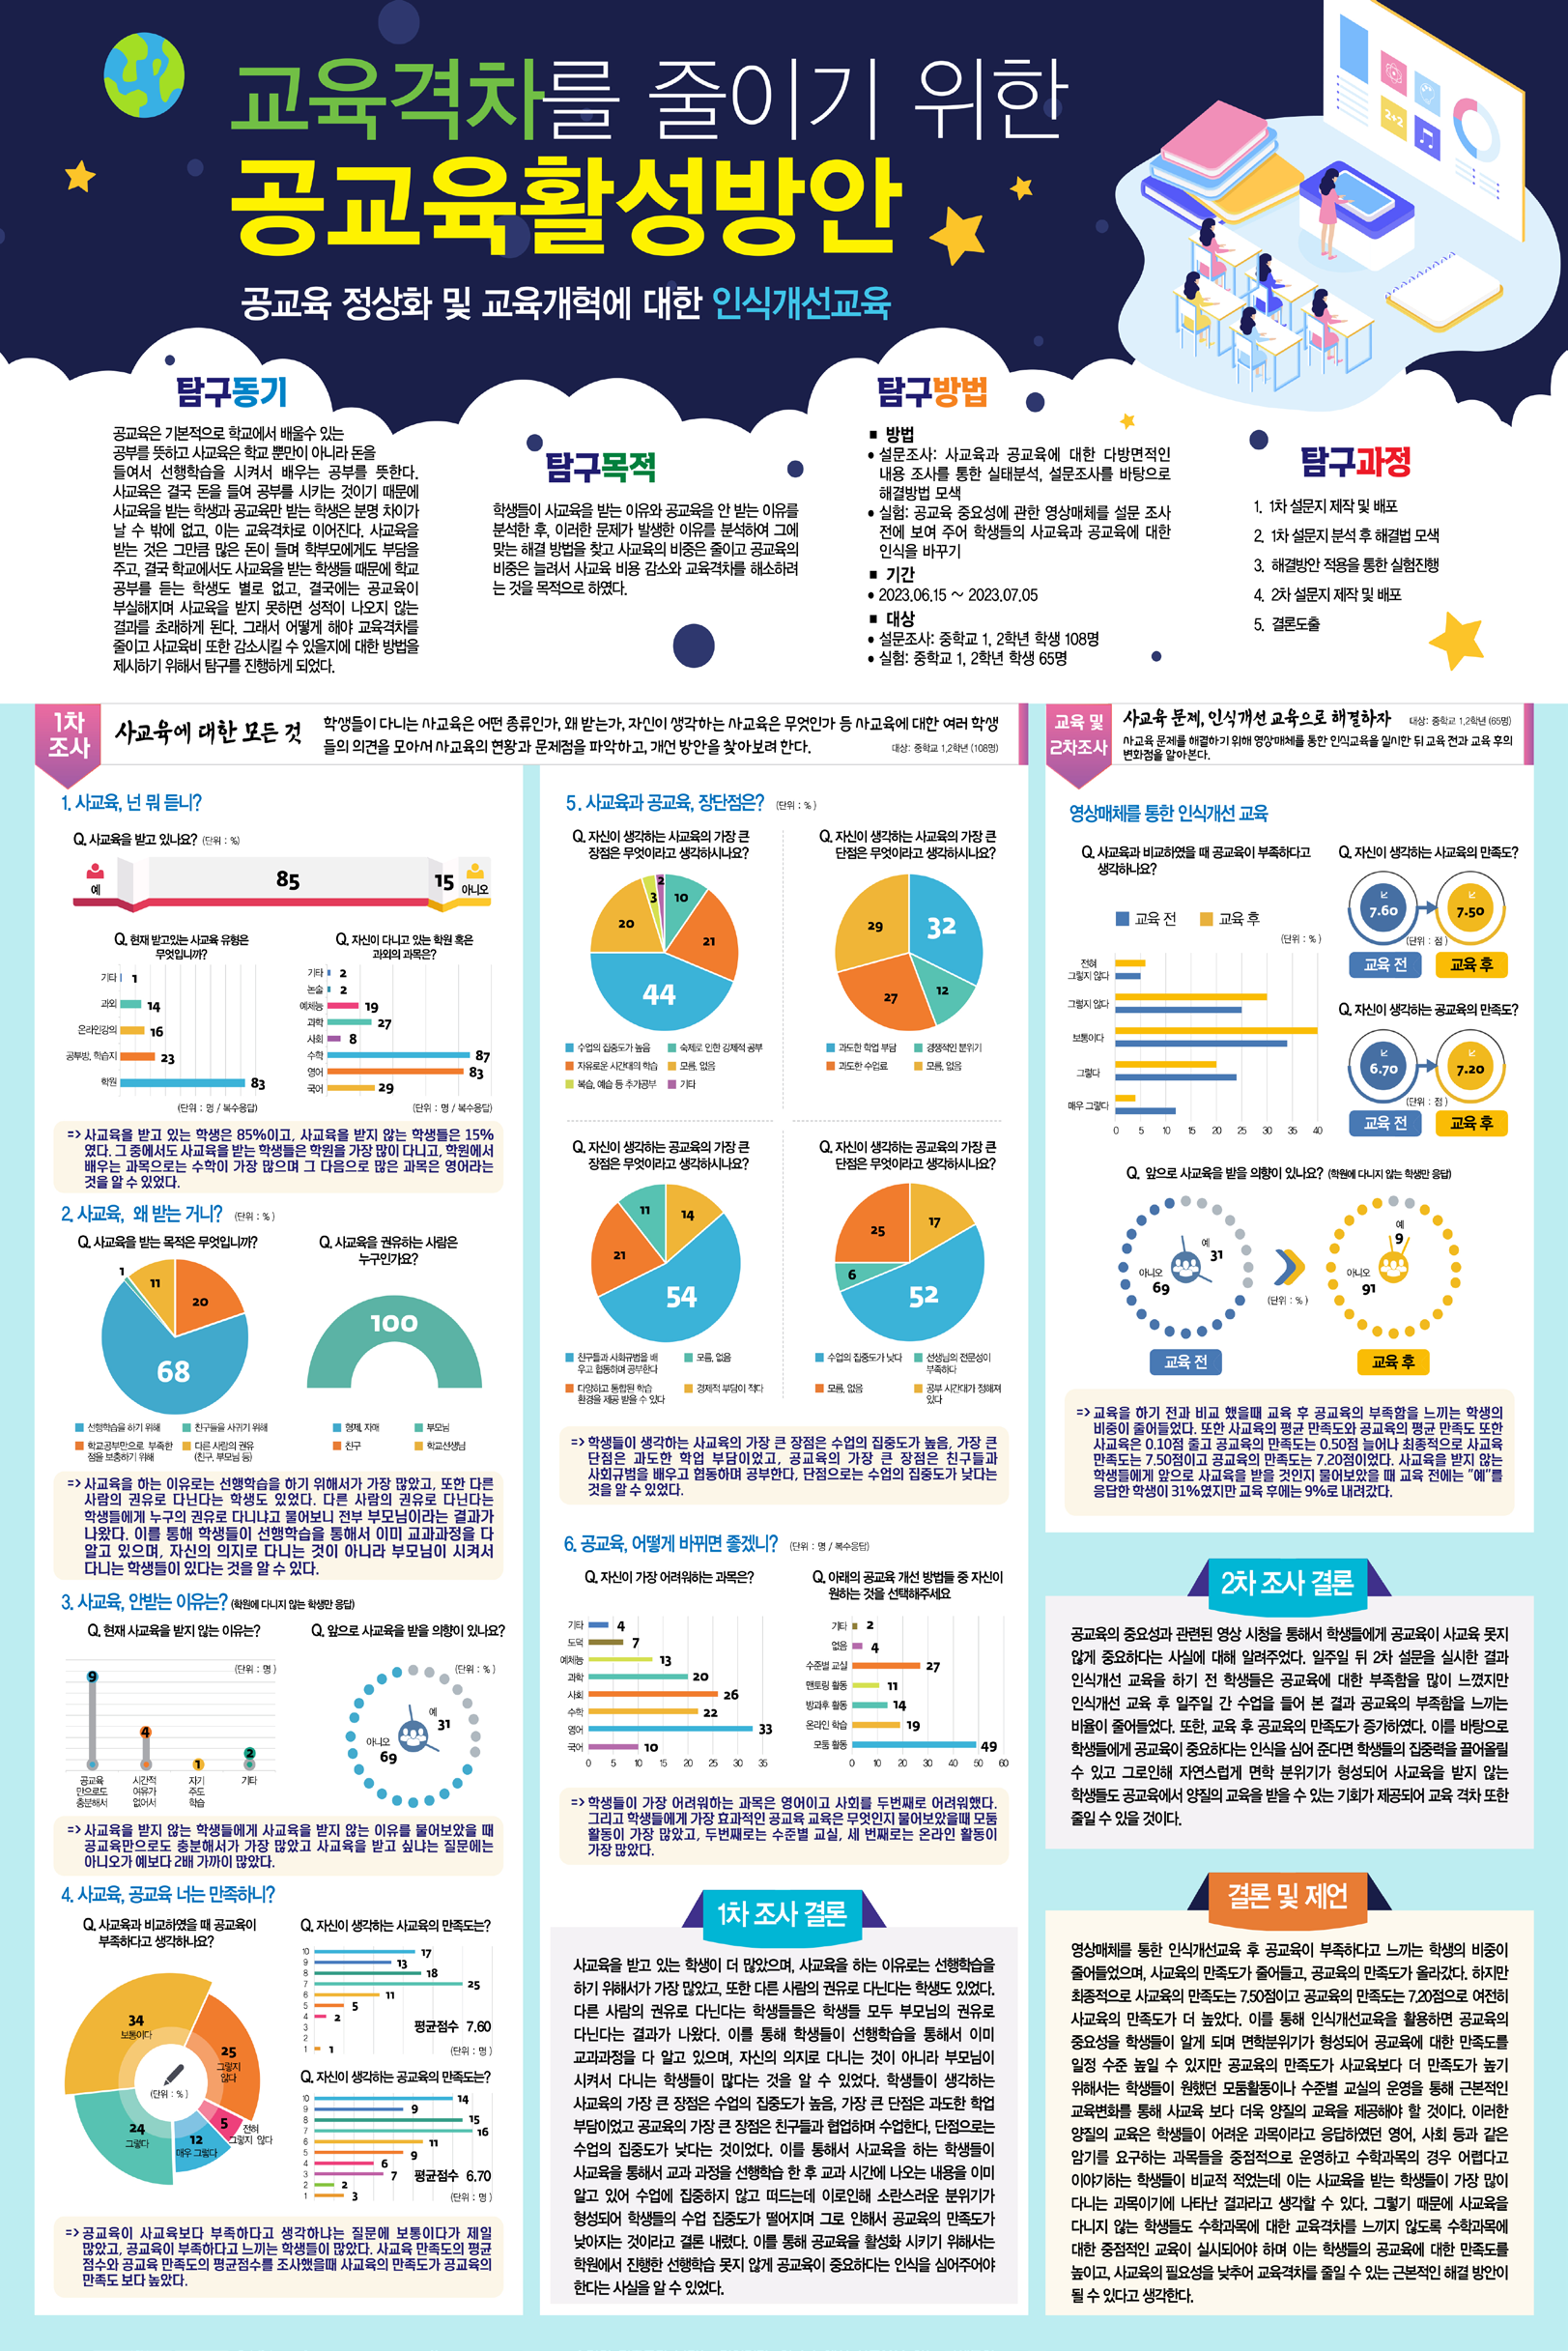 교육격차를 줄이기 위한
공교육활성방안
공교육 정상화 및 교육개혁에 대한 인식개선교육
2+2
탐구동기
공교육은 기본적으로 학교에서 배울수 있는
공부를 뜻하고 사교육은 학교 뿐만이 아니라 돈을
들여서 선행학습을 시켜서 배우는 공부를 뜻한다.
사교육은 결국 돈을 들여 공부를 시키는 것이기 때문에
사교육을 받는 학생과 공교육만 받는 학생은 분명 차이가
날 수 밖에 없고, 이는 교육격차로 이어진다. 사교육을
받는 것은 그만큼 많은 돈이 들며 학부모에게도 부담을
주고, 결국 학교에서도 사교육을 받는 학생들 때문에 학교
공부를 듣는 학생도 별로 없고, 결국에는 공교육이
부실해지며 사교육을 받지 못하면 성적이 나오지 않는
결과를 초래하게 된다. 그래서 어떻게 해야 교육격차를
줄이고 사교육비 또한 감소시킬 수 있을지에 대한 방법을
제시하기 위해서 탐구를 진행하게 되었다.
탐구목적
학생들이 사교육을 받는 이유와 공교육을 안 받는 이유를
분석한 후, 이러한 문제가 발생한 이유를 분석하여 그에
맞는 해결 방법을 찾고 사교육의 비중은 줄이고 공교육의
비중은 늘려서 사교육 비용 감소와 교육격차를 해소하려
는 것을 목적으로 하였다.
탐구방법
■ 방법
• 설문조사: 사교육과 공교육에 대한 다방면적인
내용 조사를 통한 실태분석, 설문조사를 바탕으로
해결방법 모색
• 실험: 공교육 중요성에 관한 영상매체를 설문 조사
전에 보여 주어 학생들의 사교육과 공교육에 대한
인식을 바꾸기
■ 기간
• 2023.06.15 ~ 2023.07.05
■ 대상
• 설문조사: 중학교 1, 2학년 학생 108명
• 실험: 중학교 1, 2학년 학생 65명
탐구과정
1. 1차 설문지 제작 및 배포
2. 1차 설문지 분석 후 해결법 모색
3. 해결방안 적용을 통한 실험진행
4. 2차 설문지 제작 및 배포
5. 결론도출
1차
조사
사교육에 대한 모든 것
학생들이 다니는 사교육은 어떤 종류인가, 왜 받는가, 자신이 생각하는 사교육은 무엇인가 등 사교육에 대한 여러 학생
들의 의견을 모아서 사교육의 현황과 문제점을 파악하고, 개선 방안을 찾아보려 한다.
대상: 중학교 1,2학년 (108명)
1. 사교육, 넌 뭐 듣니?
Q. 사교육을 받고 있나요? (단위 : %)
예
85
15
아니오
Q. 현재 받고있는 사교육 유형은
무엇입니까?
기타 1
과외 14
온라인강의 16
공부방, 학습지 23
학원 83
(단위 : 명 / 복수응답)
Q. 자신이 다니고 있는 학원 혹은
과외의 과목은?
기타 2
논술 2
예체능 19
과학 27
사회 8
수학 87
영어 83
국어 29
(단위 : 명 / 복수응답)
=> 사교육을 받고 있는 학생은 85%이고, 사교육을 받지 않는 학생들은 15%
였다. 그 중에서도 사교육을 받는 학생들은 학원을 가장 많이 다니고, 학원에서
배우는 과목으로는 수학이 가장 많으며 그 다음으로 많은 과목은 영어라는
것을 알 수 있었다.
2. 사교육, 왜 받는 거니? (단위 : %)
Q. 사교육을 받는 목적은 무엇입니까?
1
11
20
68
선행학습을 하기 위해
친구들을 사귀기 위해
학교공부만으로 부족한
점을 보충하기 위해
다른 사람의 권유
(친구, 부모님 등)
Q. 사교육을 권유하는 사람은
누구인가요?
100
형제, 자매
부모님
친구
학교선생님
=> 사교육을 하는 이유로는 선행학습을 하기 위해서가 가장 많았고, 또한 다른
사람의 권유로 다닌다는 학생도 있었다. 다른 사람의 권유로 다닌다는
학생들에게 누구의 권유로 다니냐고 물어보니 전부 부모님이라는 결과가
나왔다. 이를 통해 학생들이 선행학습을 통해서 이미 교과과정을 다
알고 있으며, 자신의 의지로 다니는 것이 아니라 부모님이 시켜서
다니는 학생들이 있다는 것을 알 수 있다.
3. 사교육, 안받는 이유는? (학원에 다니지 않는 학생만 응답)
Q. 현재 사교육을 받지 않는 이유는?
(단위 : 명)
9
4
1
2
공교육
만으로도
충분해서
시간적
여유가
없어서
자기
주도
학습
기타
Q. 앞으로 사교육을 받을 의향이 있나요?
(단위 : %)
예
31
아니오
69
=> 사교육을 받지 않는 학생들에게 사교육을 받지 않는 이유를 물어보았을 때
공교육만으로도 충분해서가 가장 많았고 사교육을 받고 싶냐는 질문에는
아니오가 예보다 2배 가까이 많았다.
4. 사교육, 공교육 너는 만족하니?
Q. 사교육과 비교하였을 때 공교육이
부족하다고 생각하나요?
34
보통이다
25
그렇지
않다
5
전혀
그렇지 않다
12
매우 그렇다
24
그렇다
(단위 : %)
Q. 자신이 생각하는 사교육의 만족도는?
10 17
9 13
8 18
7 25
6 11
5 5
4 2
3
2
1 1
평균점수 7.60
(단위 : 명)
Q. 자신이 생각하는 공교육의 만족도는?
10 14
9 9
8 15
7 16
6 11
5 9
4 6
3 7
2 2
1 3
평균점수 6.70
(단위 : 명)
=> 공교육이 사교육보다 부족하다고 생각하냐는 질문에 보통이다가 제일
많았고, 공교육이 부족하다고 느끼는 학생들이 많았다. 사교육 만족도의 평균
점수와 공교육 만족도의 평균점수를 조사했을때 사교육의 만족도가 공교육의
만족도 보다 높았다.
5. 사교육과 공교육, 장단점은? (단위 : %)
Q. 자신이 생각하는 사교육의 가장 큰
장점은 무엇이라고 생각하시나요?
2
3
10
20
21
44
수업의 집중도가 높음
숙제로 인한 강제적 공부
자유로운 시간대의 학습
모름, 없음
복습, 예습 등 추가공부
기타
Q. 자신이 생각하는 사교육의 가장 큰
단점은 무엇이라고 생각하시나요?
29
32
27
12
과도한 학업 부담
경쟁적인 분위기
과도한 수업료
모름, 없음
Q. 자신이 생각하는 공교육의 가장 큰
장점은 무엇이라고 생각하시나요?
11
14
21
54
친구들과 사회규범을 배
우고 협동하며 공부한다
모름, 없음
다양하고 통합된 학습
환경을 제공 받을 수 있다
경제적 부담이 적다
Q. 자신이 생각하는 공교육의 가장 큰
단점은 무엇이라고 생각하시나요?
25
17
6
52
수업의 집중도가 낮다
선생님의 전문성이
부족하다
모름, 없음
공부 시간대가 정해져
있다
=> 학생들이 생각하는 사교육의 가장 큰 장점은 수업의 집중도가 높음, 가장 큰
단점은 과도한 학업 부담이었고, 공교육의 가장 큰 장점은 친구들과
사회규범을 배우고 협동하며 공부한다, 단점으로는 수업의 집중도가 낮다는
것을 알 수 있었다.
6. 공교육, 어떻게 바뀌면 좋겠니? (단위 : 명 / 복수응답)
Q. 자신이 가장 어려워하는 과목은?
기타 4
도덕 7
예체능 13
과학 20
사회 26
수학 22
영어 33
국어 10
0 5 10 15 20 25 30 35
Q. 아래의 공교육 개선 방법들 중 자신이
원하는 것을 선택해주세요
기타 2
없음 4
수준별 교실 27
멘토링 활동 11
방과후 활동 14
온라인 학습 19
모둠 활동 49
0 10 20 30 40 50 60
=> 학생들이 가장 어려워하는 과목은 영어이고 사회를 두번째로 어려워했다.
그리고 학생들에게 가장 효과적인 공교육 교육은 무엇인지 물어보았을때 모둠
활동이 가장 많았고, 두번째로는 수준별 교실, 세 번째로는 온라인 활동이
가장 많았다.
1차 조사 결론
사교육을 받고 있는 학생이 더 많았으며, 사교육을 하는 이유로는 선행학습을
하기 위해서가 가장 많았고, 또한 다른 사람의 권유로 다닌다는 학생도 있었다.
다른 사람의 권유로 다닌다는 학생들들은 학생들 모두 부모님의 권유로
다닌다는 결과가 나왔다. 이를 통해 학생들이 선행학습을 통해서 이미
교과과정을 다 알고 있으며, 자신의 의지로 다니는 것이 아니라 부모님이
시켜서 다니는 학생들이 많다는 것을 알 수 있었다. 학생들이 생각하는
사교육의 가장 큰 장점은 수업의 집중도가 높음, 가장 큰 단점은 과도한 학업
부담이었고 공교육의 가장 큰 장점은 친구들과 협업하며 수업한다, 단점으로는
수업의 집중도가 낮다는 것이었다. 이를 통해서 사교육을 하는 학생들이
사교육을 통해서 교과 과정을 선행학습 한 후 교과 시간에 나오는 내용을 이미
알고 있어 수업에 집중하지 않고 떠드는데 이로인해 소란스러운 분위기가
형성되어 학생들의 수업 집중도가 떨어지며 그로 인해서 공교육의 만족도가
낮아지는 것이라고 결론 내렸다. 이를 통해 공교육을 활성화 시키기 위해서는
학원에서 진행한 선행학습 못지 않게 공교육이 중요하다는 인식을 심어주어야
한다는 사실을 알 수 있었다.
교육 및
2차조사
사교육 문제, 인식개선 교육으로 해결하자
대상: 중학교 1,2학년 (65명)
사교육 문제를 해결하기 위해 영상매체를 통한 인식교육을 실시한 뒤 교육 전과 교육 후의
변화점을 알아본다.
영상매체를 통한 인식개선 교육
Q. 사교육과 비교하였을 때 공교육이 부족하다고
생각하나요?
교육 전
교육 후
(단위 : %)
전혀
그렇지 않다
그렇지 않다
보통이다
그렇다
매우 그렇다
0 5 10 15 20 25 30 35 40
Q. 자신이 생각하는 사교육의 만족도?
7.60
7.50
(단위 : 점)
교육 전
교육 후
Q. 자신이 생각하는 공교육의 만족도?
6.70
7.20
(단위 : 점)
교육 전
교육 후
Q. 앞으로 사교육을 받을 의향이 있나요? (학원에 다니지 않는 학생만 응답)
예
31
아니오
69
(단위 : %)
예
9
아니오
91
교육 전
교육 후
=> 교육을 하기 전과 비교 했을때 교육 후 공교육의 부족함을 느끼는 학생의
비중이 줄어들었다. 또한 사교육의 평균 만족도와 공교육의 평균 만족도 또한
사교육은 0.10점 줄고 공교육의 만족도는 0.50점 늘어나 최종적으로 사교육
만족도는 7.50점이고 공교육의 만족도는 7.20점이었다. 사교육을 받지 않는
학생들에게 앞으로 사교육을 받을 것인지 물어보았을 때 교육 전에는 "예"를
응답한 학생이 31%였지만 교육 후에는 9%로 내려갔다.
2차 조사 결론
공교육의 중요성과 관련된 영상 시청을 통해서 학생들에게 공교육이 사교육 못지
않게 중요하다는 사실에 대해 알려주었다. 일주일 뒤 2차 설문을 실시한 결과
인식개선 교육을 하기 전 학생들은 공교육에 대한 부족함을 많이 느꼈지만
인식개선 교육 후 일주일 간 수업을 들어 본 결과 공교육의 부족함을 느끼는
비율이 줄어들었다. 또한, 교육 후 공교육의 만족도가 증가하였다. 이를 바탕으로
학생들에게 공교육이 중요하다는 인식을 심어 준다면 학생들의 집중력을 끌어올릴
수 있고 그로인해 자연스럽게 면학 분위기가 형성되어 사교육을 받지 않는
학생들도 공교육에서 양질의 교육을 받을 수 있는 기회가 제공되어 교육 격차 또한
줄일 수 있을 것이다.
결론 및 제언
영상매체를 통한 인식개선교육 후 공교육이 부족하다고 느끼는 학생의 비중이
줄어들었으며, 사교육의 만족도가 줄어들고, 공교육의 만족도가 올라갔다. 하지만
최종적으로 사교육의 만족도는 7.50점이고 공교육의 만족도는 7.20점으로 여전히
사교육의 만족도가 더 높았다. 이를 통해 인식개선교육을 활용하면 공교육의
중요성을 학생들이 알게 되며 면학분위기가 형성되어 공교육에 대한 만족도를
일정 수준 높일 수 있지만 공교육의 만족도가 사교육보다 더 만족도가 높기
위해서는 학생들이 원했던 모둠활동이나 수준별 교실의 운영을 통해 근본적인
교육변화를 통해 사교육 보다 더욱 양질의 교육을 제공해야 할 것이다. 이러한
양질의 교육은 학생들이 어려운 과목이라고 응답하였던 영어, 사회 등과 같은
암기를 요구하는 과목들을 중점적으로 운영하고 수학과목의 경우 어렵다고
이야기하는 학생들이 비교적 적었는데 이는 사교육을 받는 학생들이 가장 많이
다니는 과목이기에 나타난 결과라고 생각할 수 있다. 그렇기 때문에 사교육을
다니지 않는 학생들도 수학과목에 대한 교육격차를 느끼지 않도록 수학과목에
대한 중점적인 교육이 실시되어야 하며 이는 학생들의 공교육에 대한 만족도를
높이고, 사교육의 필요성을 낮추어 교육격차를 줄일 수 있는 근본적인 해결 방안이
될 수 있다고 생각한다.